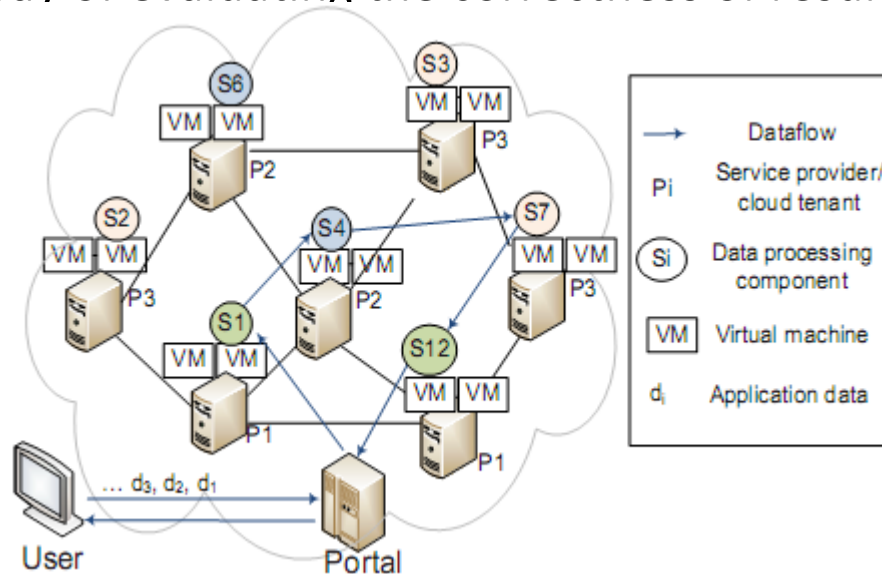 S6
VM VM
P2
S3
VM VM
P3
S2
VM VM
P3
S4
VM VM
P2
S7
VM VM
P3
S1
VM VM
P1
S12
VM VM
P1
... d3, d2, d1
User
Portal
Dataflow
Pi Service provider/
cloud tenant
Si Data processing
component
VM Virtual machine
di Application data